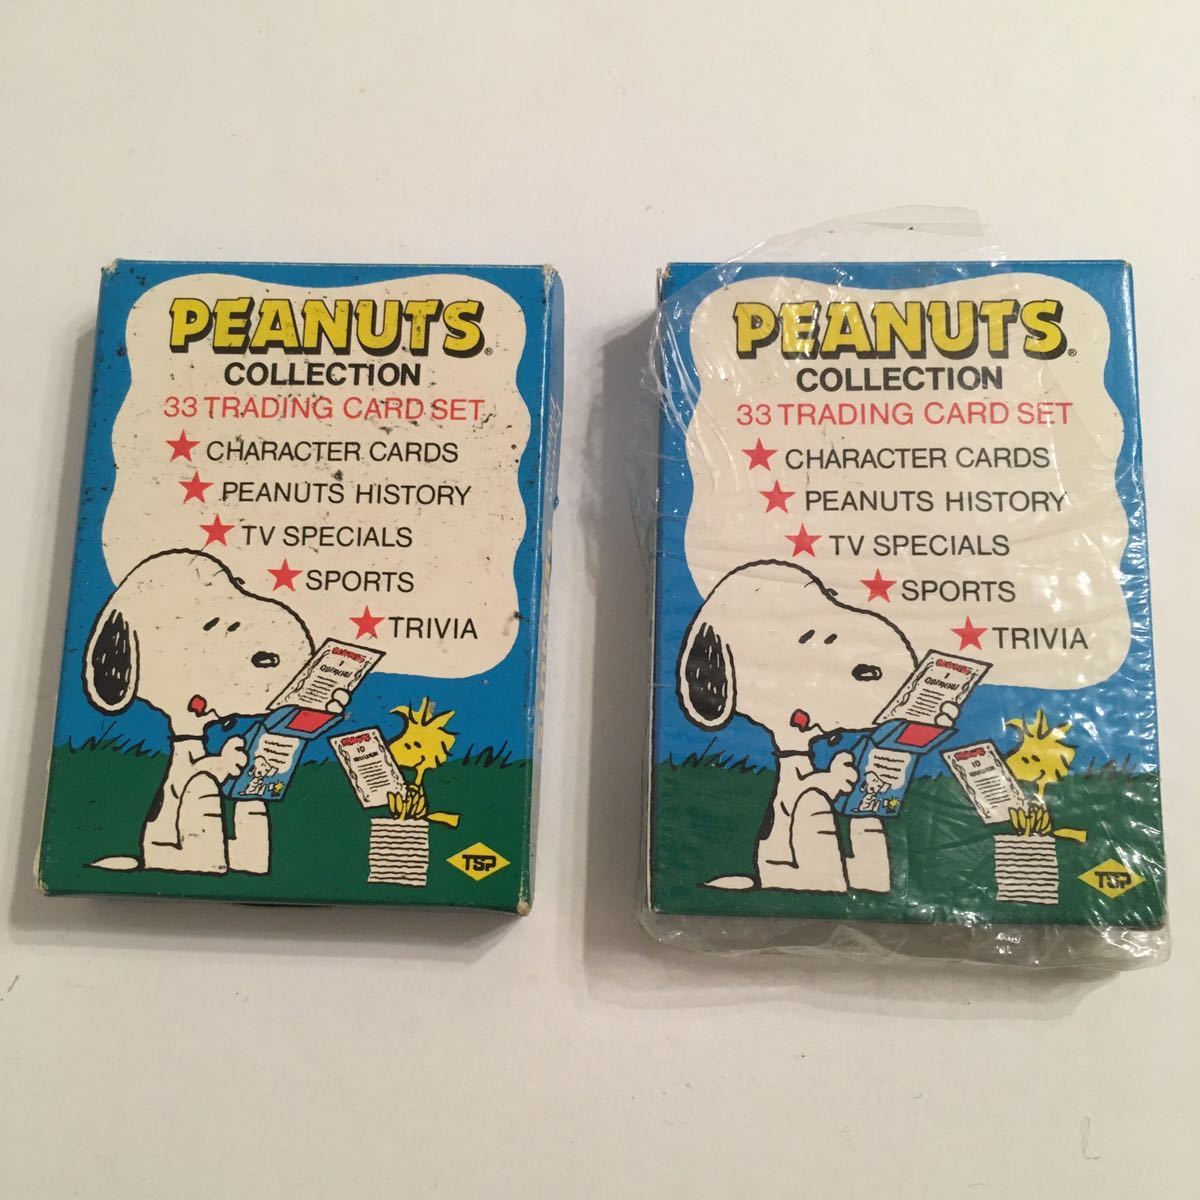 PEANUTS®
COLLECTION
33 TRADING CARD SET
★ CHARACTER CARDS
★ PEANUTS HISTORY
★ TV SPECIALS
★ SPORTS
★ TRIVIA
TSP
PEANUTS®
COLLECTION
33 TRADING CARD SET
★ CHARACTER CARDS
★ PEANUTS HISTORY
★ TV SPECIALS
★ SPORTS
★ TRIVIA
TSP